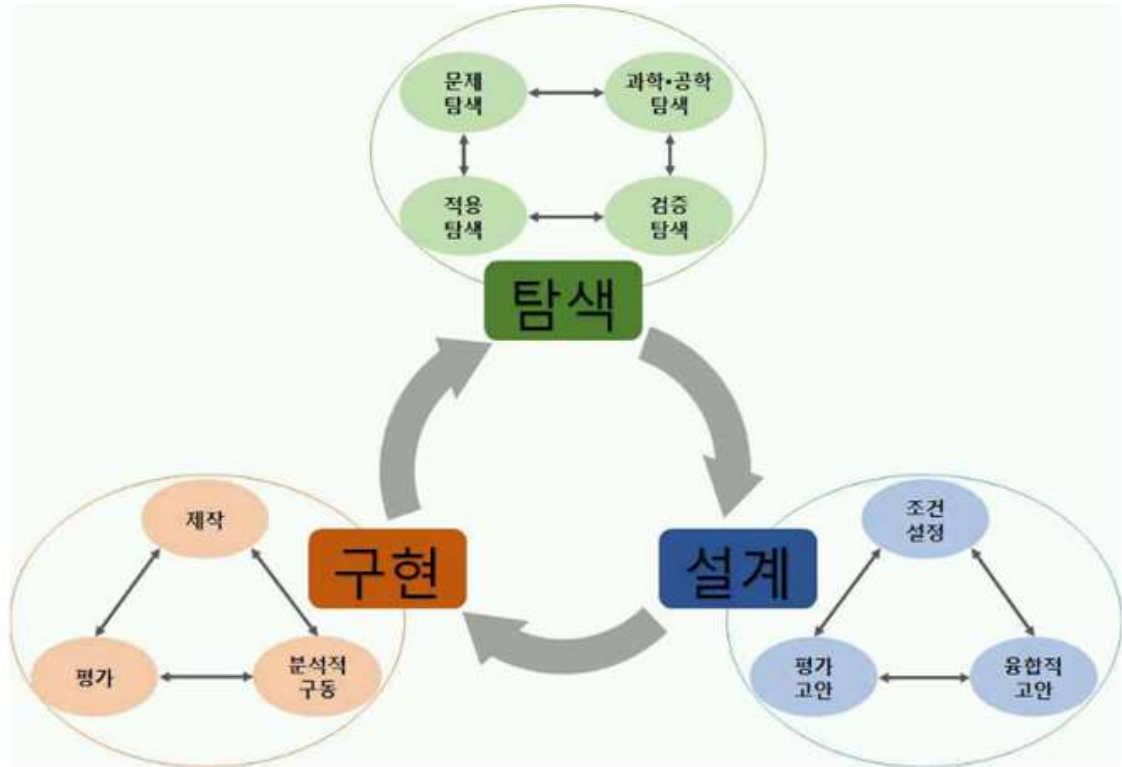 문제
탐색
과학•공학
탐색
적용
탐색
검증
탐색
탐색
제작
평가
분석적
구동
구현
설계
조건
설정
평가
고안
융합적
고안